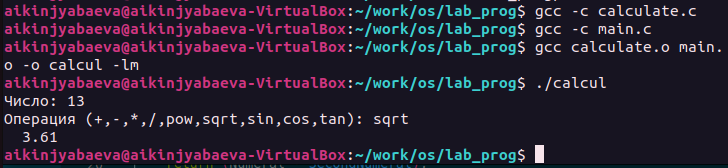 aikinjyabaeva@aikinjyabaeva-VirtualBox:~/work/os/lab_prog$ gcc -c calculate.c
aikinjyabaeva@aikinjyabaeva-VirtualBox:~/work/os/lab_prog$ gcc -c main.c
aikinjyabaeva@aikinjyabaeva-VirtualBox:~/work/os/lab_prog$ gcc calculate.o main.
o -o calcul -lm
aikinjyabaeva@aikinjyabaeva-VirtualBox:~/work/os/lab_prog$ ./calcul
Число: 13
Операция (+,-,*,/,pow,sqrt,sin,cos,tan): sqrt
  3.61
aikinjyabaeva@aikinjyabaeva-VirtualBox:~/work/os/lab_prog$